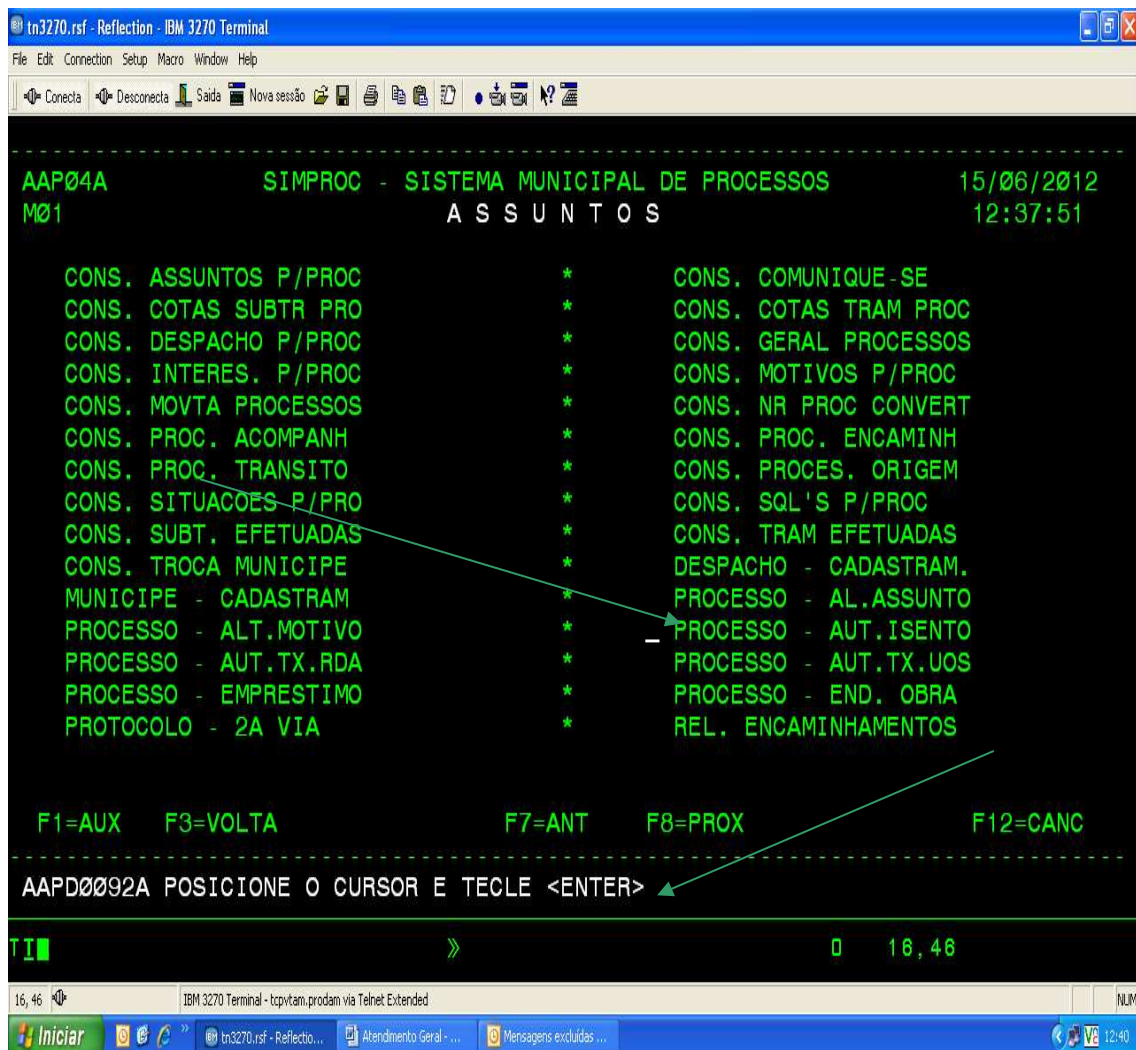 tn3270.rsf - Reflection - IBM 3270 Terminal
File Edit Connection Setup Macro Window Help
Conecta Desconecta Saida Nova sessão
AAPØ4A SIMPROC - SISTEMA MUNICIPAL DE PROCESSOS 15/Ø6/2Ø12
MØ1 A S S U N T O S 12:37:51
CONS. ASSUNTOS P/PROC * CONS. COMUNIQUE-SE
CONS. COTAS SUBTR PRO * CONS. COTAS TRAM PROC
CONS. DESPACHO P/PROC * CONS. GERAL PROCESSOS
CONS. INTERES. P/PROC * CONS. MOTIVOS P/PROC
CONS. MOVTA PROCESSOS * CONS. NR PROC CONVERT
CONS. PROC. ACOMPANH * CONS. PROC. ENCAMINH
CONS. PROC. TRANSITO * CONS. PROCES. ORIGEM
CONS. SITUACOES P/PRO * CONS. SQL'S P/PROC
CONS. SUBT. EFETUADAS * CONS. TRAM EFETUADAS
CONS. TROCA MUNICIPE * DESPACHO - CADASTRAM.
MUNICIPE - CADASTRAM * PROCESSO - AL.ASSUNTO
PROCESSO - ALT.MOTIVO * _ PROCESSO - AUT.ISENTO
PROCESSO - AUT.TX.RDA * PROCESSO - AUT.TX.UOS
PROCESSO - EMPRESTIMO * PROCESSO - END. OBRA
PROTOCOLO - 2A VIA * REL. ENCAMINHAMENTOS
F1=AUX F3=VOLTA F7=ANT F8=PROX F12=CANC
AAPDØØ92A POSICIONE O CURSOR E TECLE <ENTER>
TI » 16,46
16, 46 IBM 3270 Terminal - tcpvtam.prodam via Telnet Extended NUM
Iniciar » tn3270.rsf - Reflectio... Atendimento Geral - ... Mensagens excluídas ... 12:40